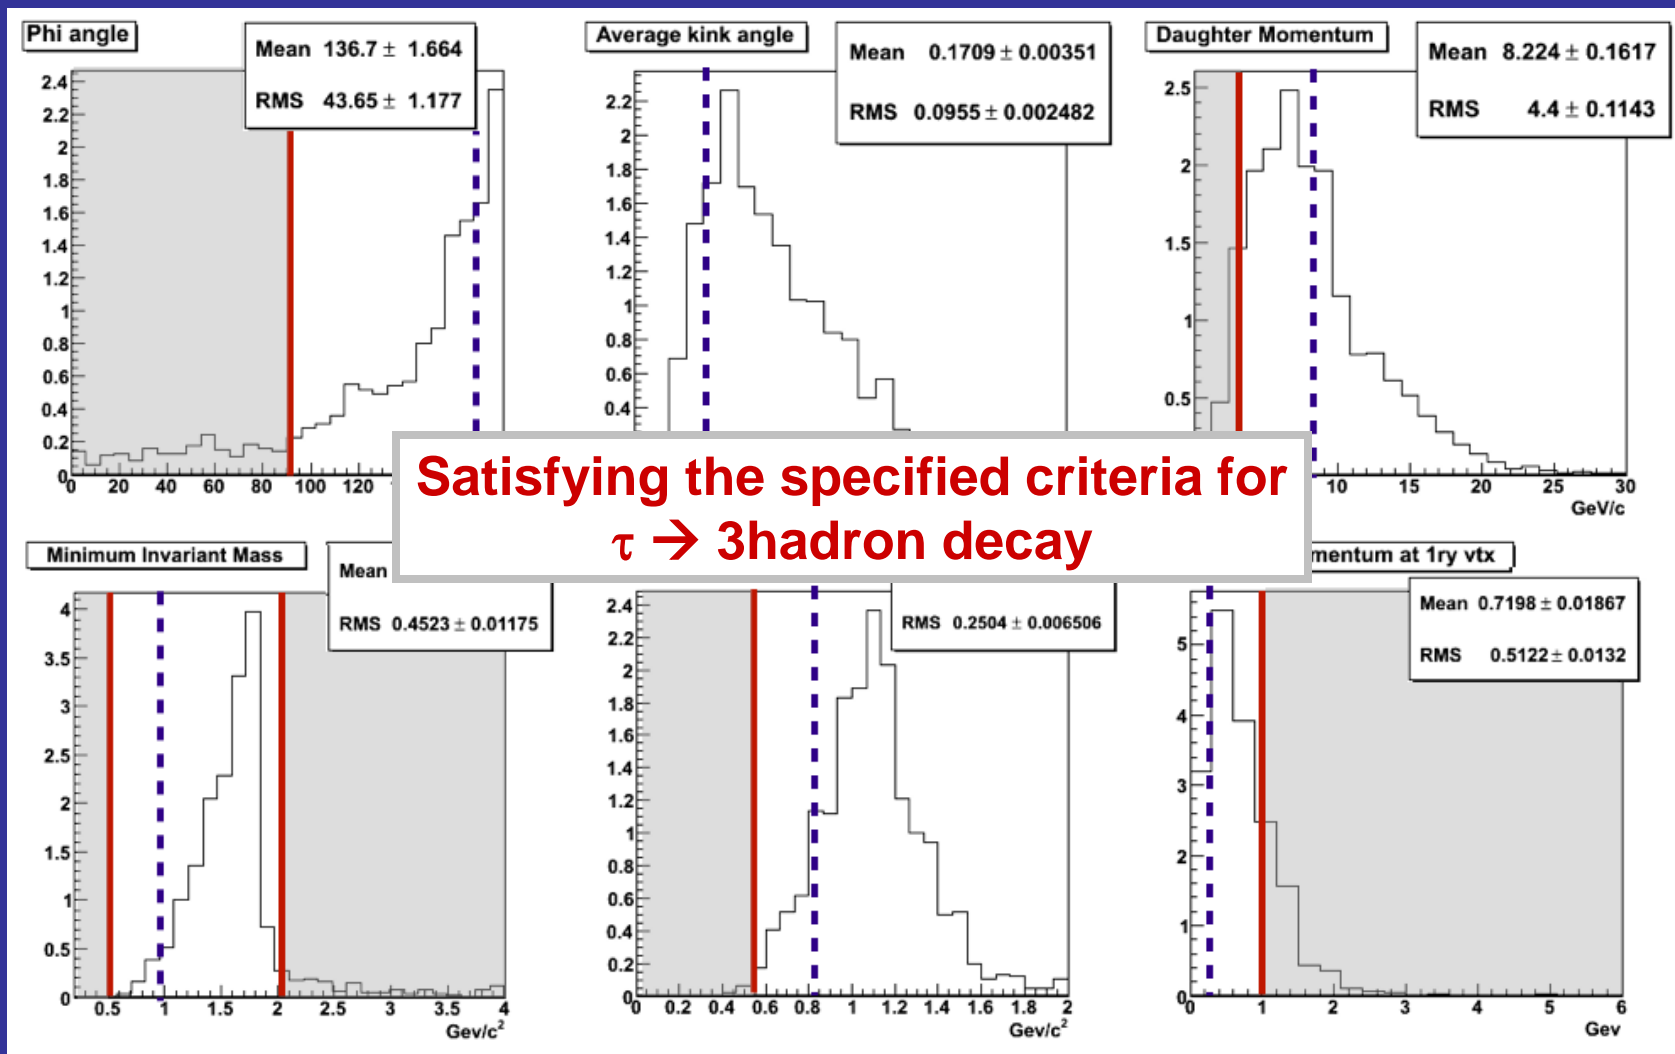 Phi angle
Mean 136.7 ± 1.664
RMS 43.65 ± 1.177
2.4
2.2
2
1.8
1.6
1.4
1.2
1
0.8
0.6
0.4
0.2
0
0 20 40 60 80 100 120
Average kink angle
Mean 0.1709 ± 0.00351
RMS 0.0955 ± 0.002482
2.2
2
1.8
1.6
1.4
1.2
1
0.8
0.6
0.4
Daughter Momentum
Mean 8.224 ± 0.1617
RMS 4.4 ± 0.1143
2.5
2
1.5
1
0.5
10 15 20 25 30
GeV/c
Satisfying the specified criteria for
τ → 3hadron decay
Minimum Invariant Mass
Mean
RMS 0.4523 ± 0.01175
4
3.5
3
2.5
2
1.5
1
0.5
0
0.5 1 1.5 2 2.5 3 3.5 4
Gev/c²
RMS 0.2504 ± 0.006506
2.4
2.2
2
1.8
1.6
1.4
1.2
1
0.8
0.6
0.4
0.2
0
0 0.2 0.4 0.6 0.8 1 1.2 1.4 1.6 1.8 2
Gev/c²
mentum at 1ry vtx
Mean 0.7198 ± 0.01867
RMS 0.5122 ± 0.0132
5
4
3
2
1
0
0 1 2 3 4 5 6
Gev